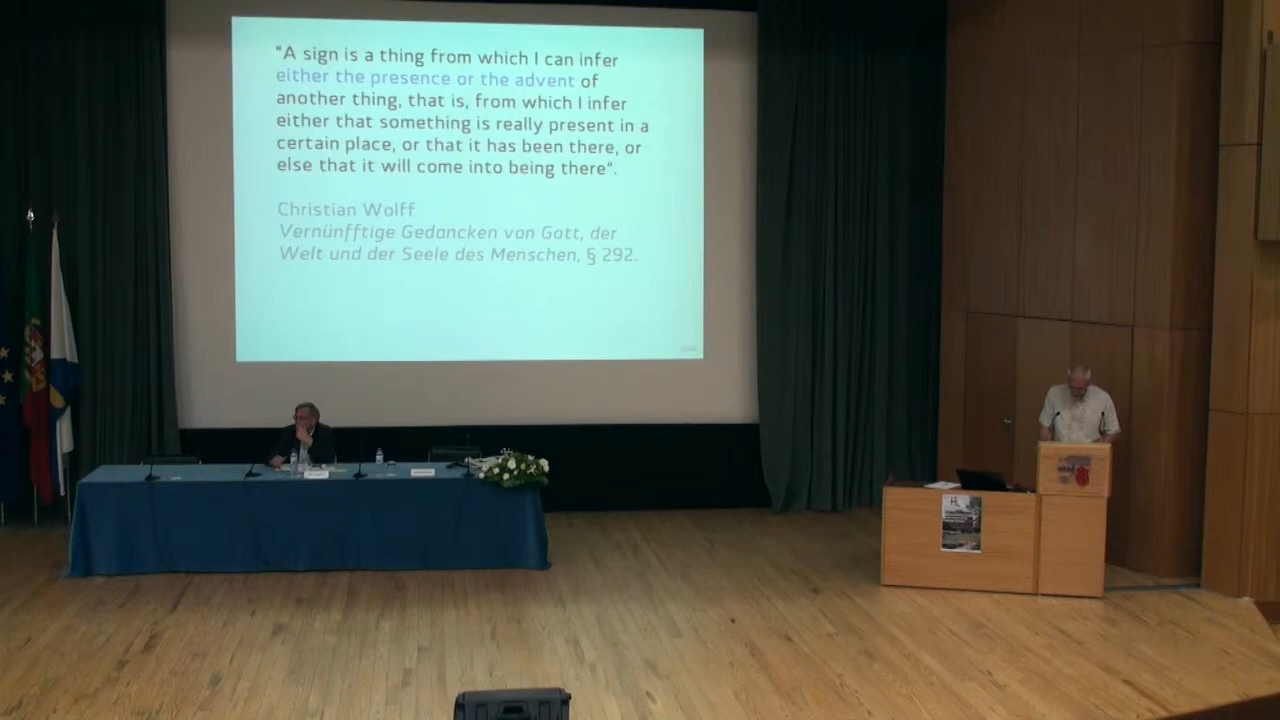 "A sign is a thing from which I can infer
either the presence or the advent of
another thing, that is, from which I infer
either that something is really present in a
certain place, or that it has been there, or
else that it will come into being there".
Christian Wolff
Vernünfftige Gedancken von Gott, der
Welt und der Seele des Menschen, § 292.